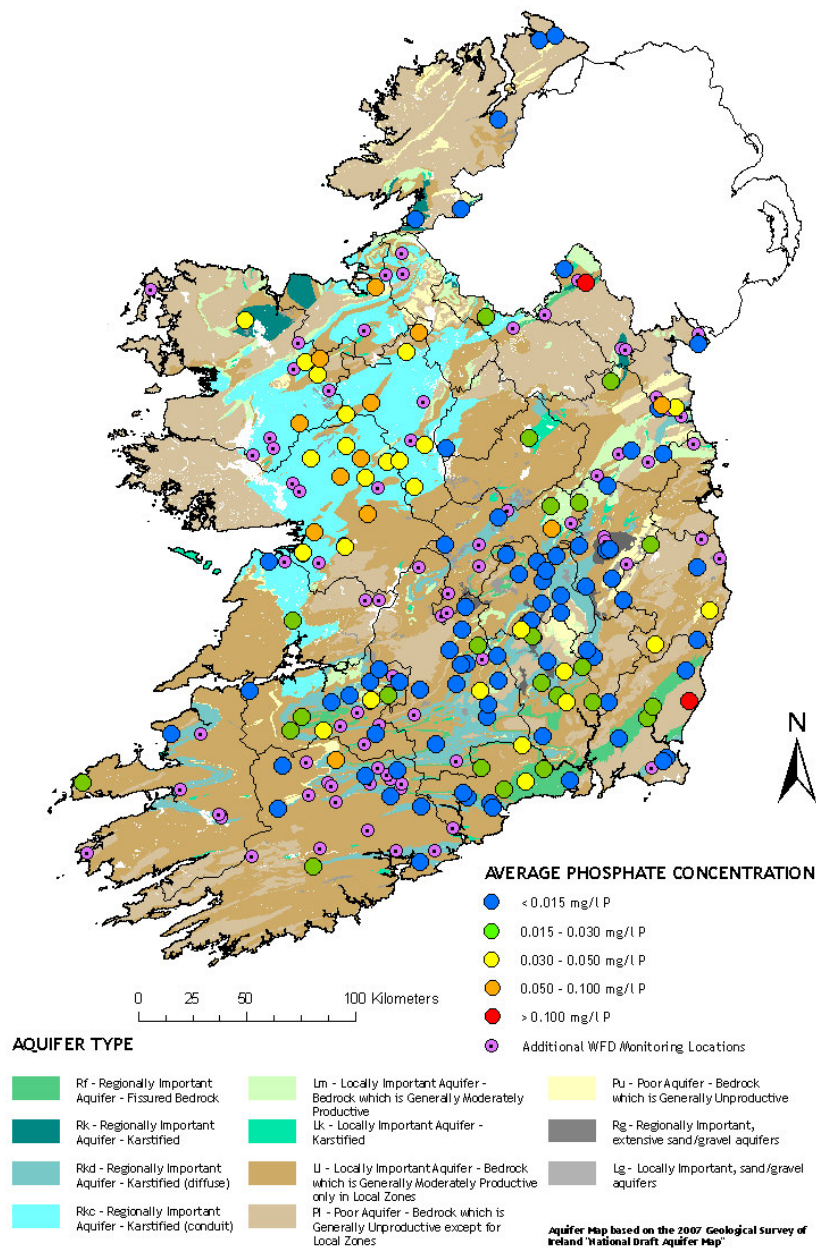 N
AVERAGE PHOSPHATE CONCENTRATION
< 0.015 mg/l P
0.015 - 0.030 mg/l P
0.030 - 0.050 mg/l P
0.050 - 0.100 mg/l P
> 0.100 mg/l P
Additional WFD Monitoring Locations
0 25 50 100 Kilometers
AQUIFER TYPE
Rf - Regionally Important
Aquifer - Fissured Bedrock
Rk - Regionally Important
Aquifer - Karstified
Rkd - Regionally Important
Aquifer - Karstified (diffuse)
Rkc - Regionally Important
Aquifer - Karstified (conduit)
Lm - Locally Important Aquifer -
Bedrock which is Generally Moderately
Productive
Lk - Locally Important Aquifer -
Karstified
Ll - Locally Important Aquifer - Bedrock
which is Generally Moderately Productive
only in Local Zones
Pl - Poor Aquifer - Bedrock which is
Generally Unproductive except for
Local Zones
Pu - Poor Aquifer - Bedrock
which is Generally Unproductive
Rg - Regionally Important,
extensive sand/gravel aquifers
Lg - Locally Important, sand/gravel
aquifers
Aquifer Map based on the 2007 Geological Survey of
Ireland "National Draft Aquifer Map"